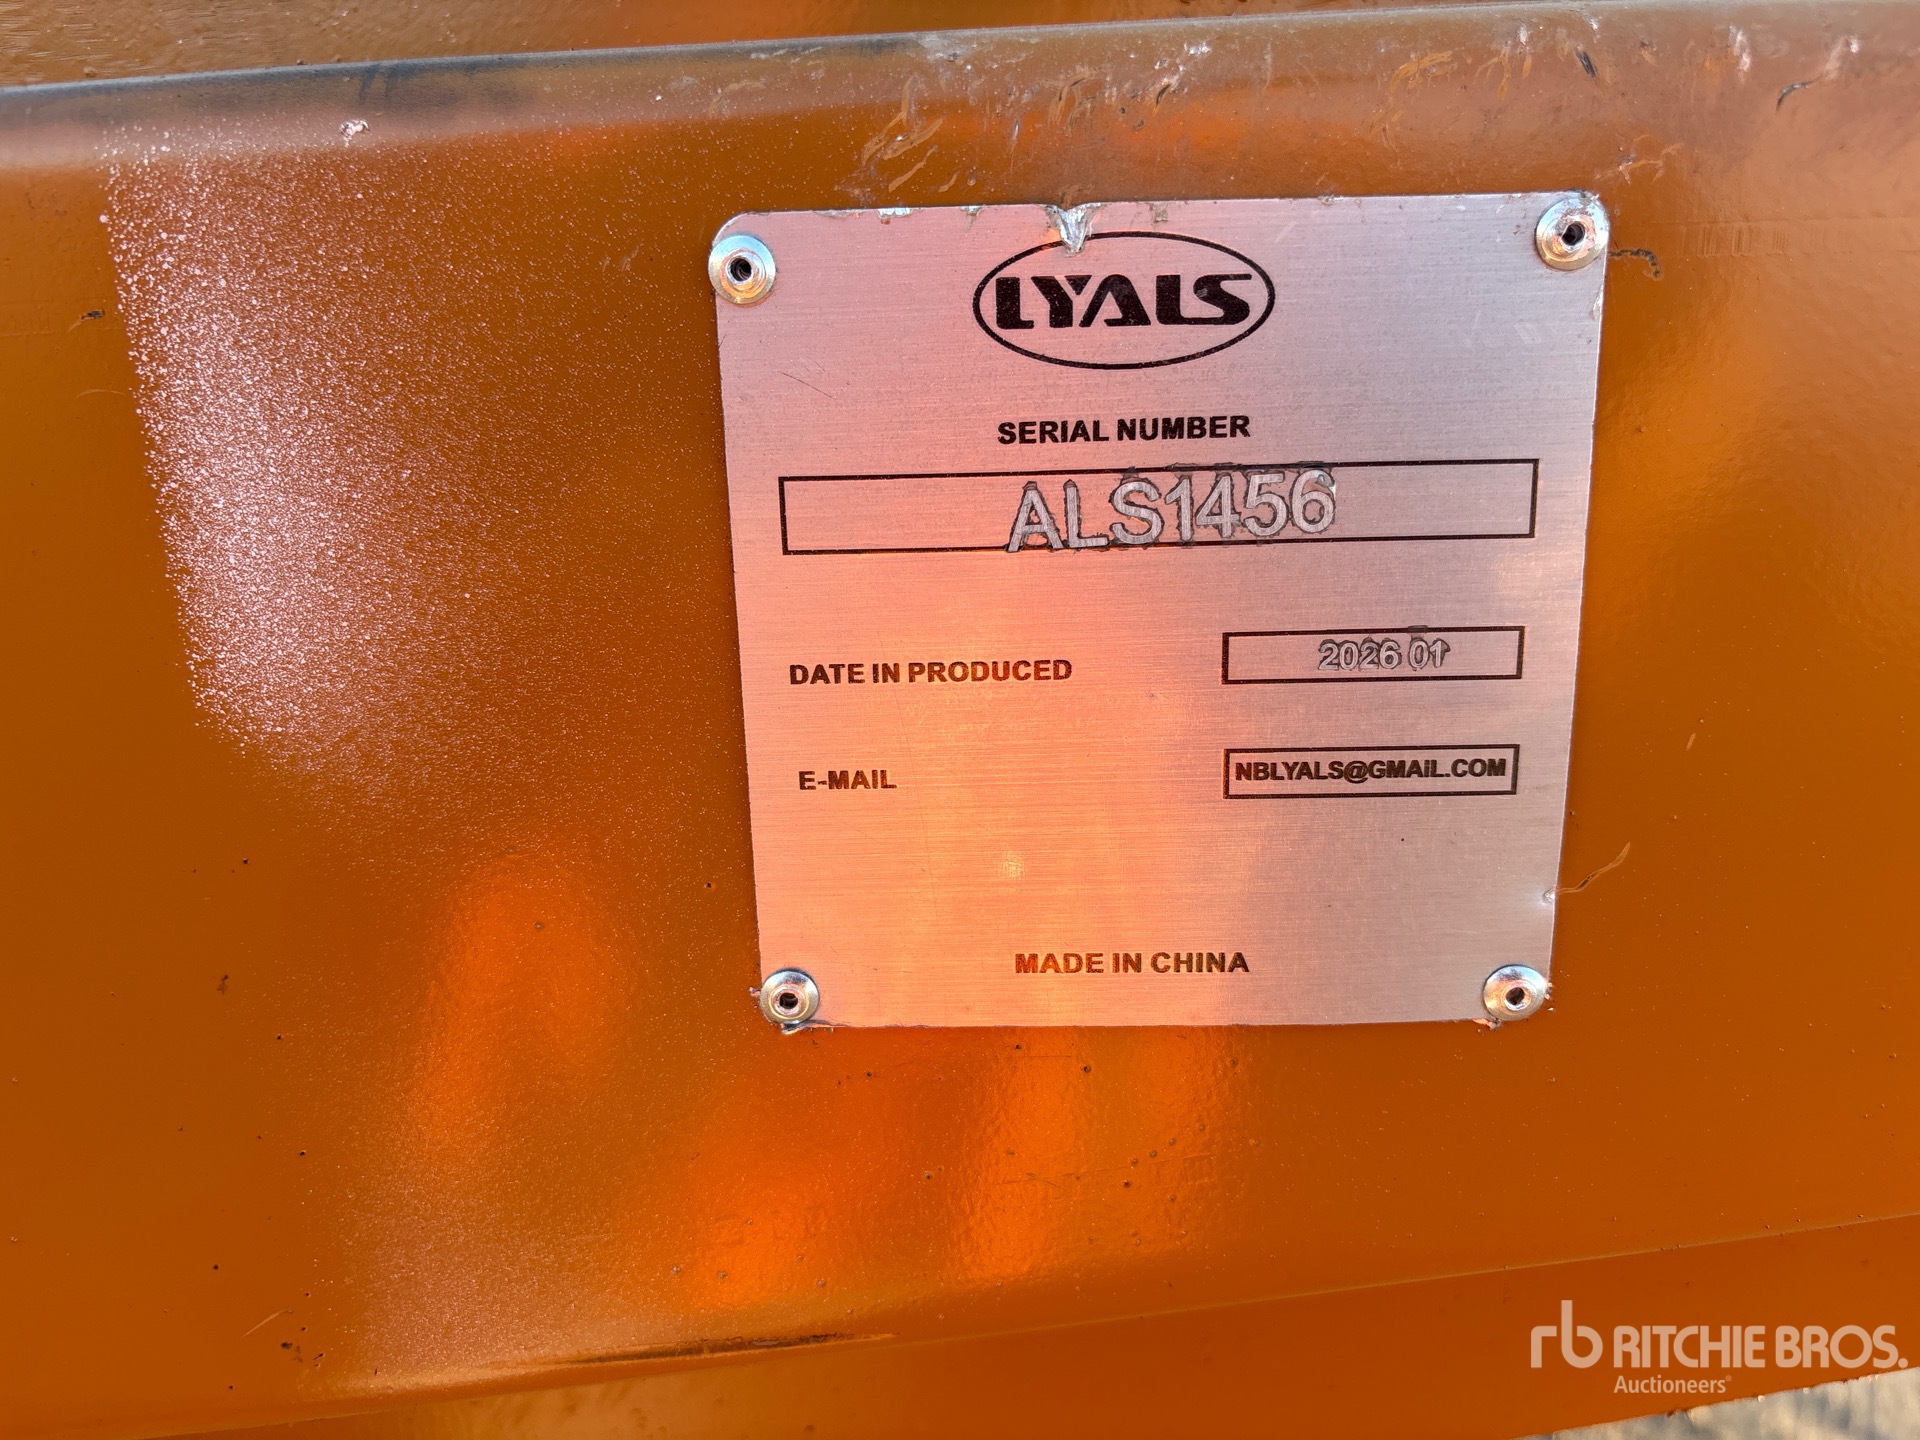 LYALS
SERIAL NUMBER
ALS1456
DATE IN PRODUCED
2026 01
E-MAIL
NBLYALS@GMAIL.COM
MADE IN CHINA
rb RITCHIE BROS.
Auctioneers®